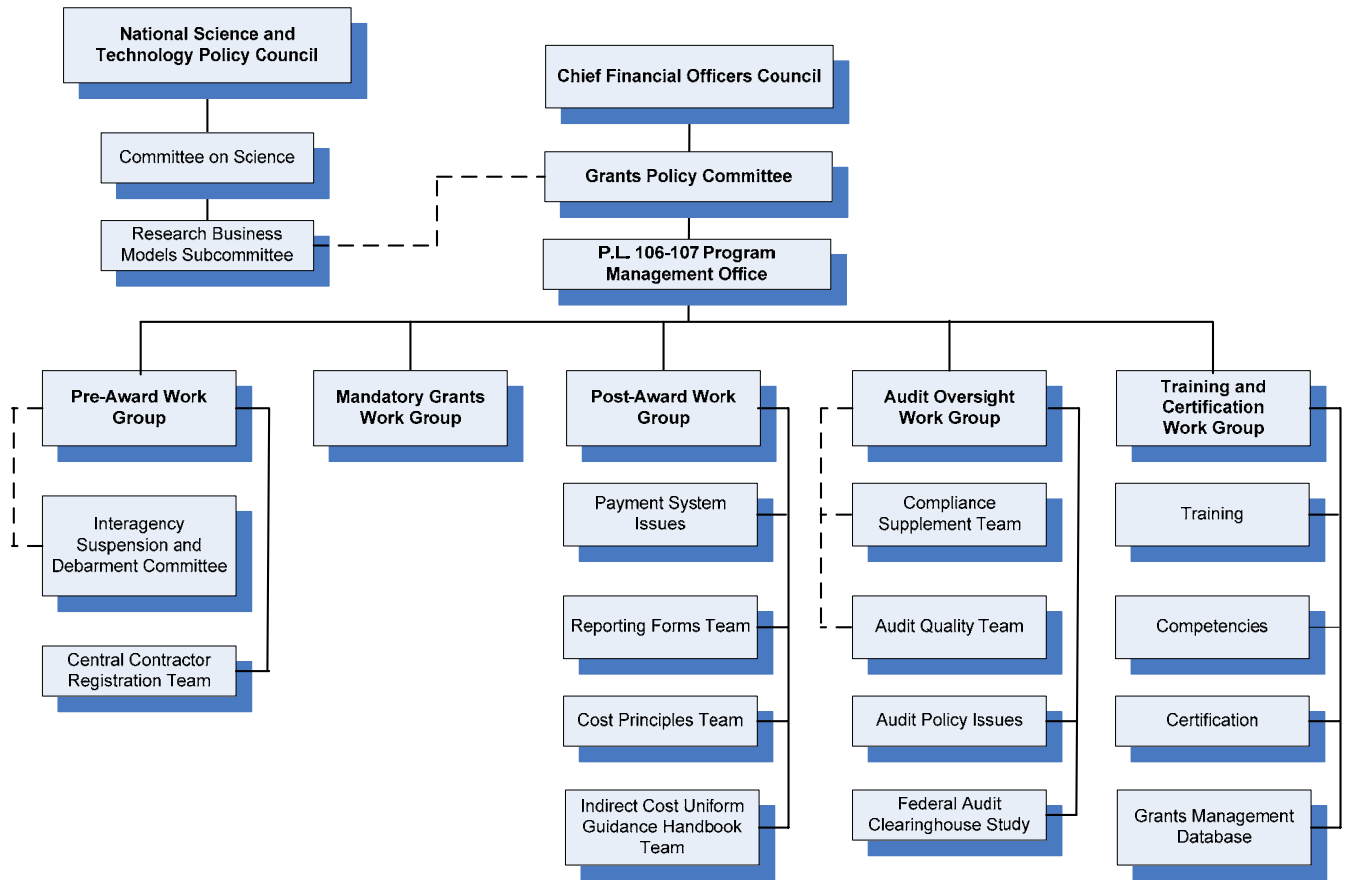 National Science and
Technology Policy Council
Chief Financial Officers Council
Committee on Science
Grants Policy Committee
Research Business
Models Subcommittee
P.L. 106-107 Program
Management Office
Pre-Award Work
Group
Mandatory Grants
Work Group
Post-Award Work
Group
Audit Oversight
Work Group
Training and
Certification
Work Group
Interagency
Suspension and
Debarment Committee
Payment System
Issues
Compliance
Supplement Team
Training
Reporting Forms Team
Audit Quality Team
Competencies
Central Contractor
Registration Team
Cost Principles Team
Audit Policy Issues
Certification
Indirect Cost Uniform
Guidance Handbook
Team
Federal Audit
Clearinghouse Study
Grants Management
Database